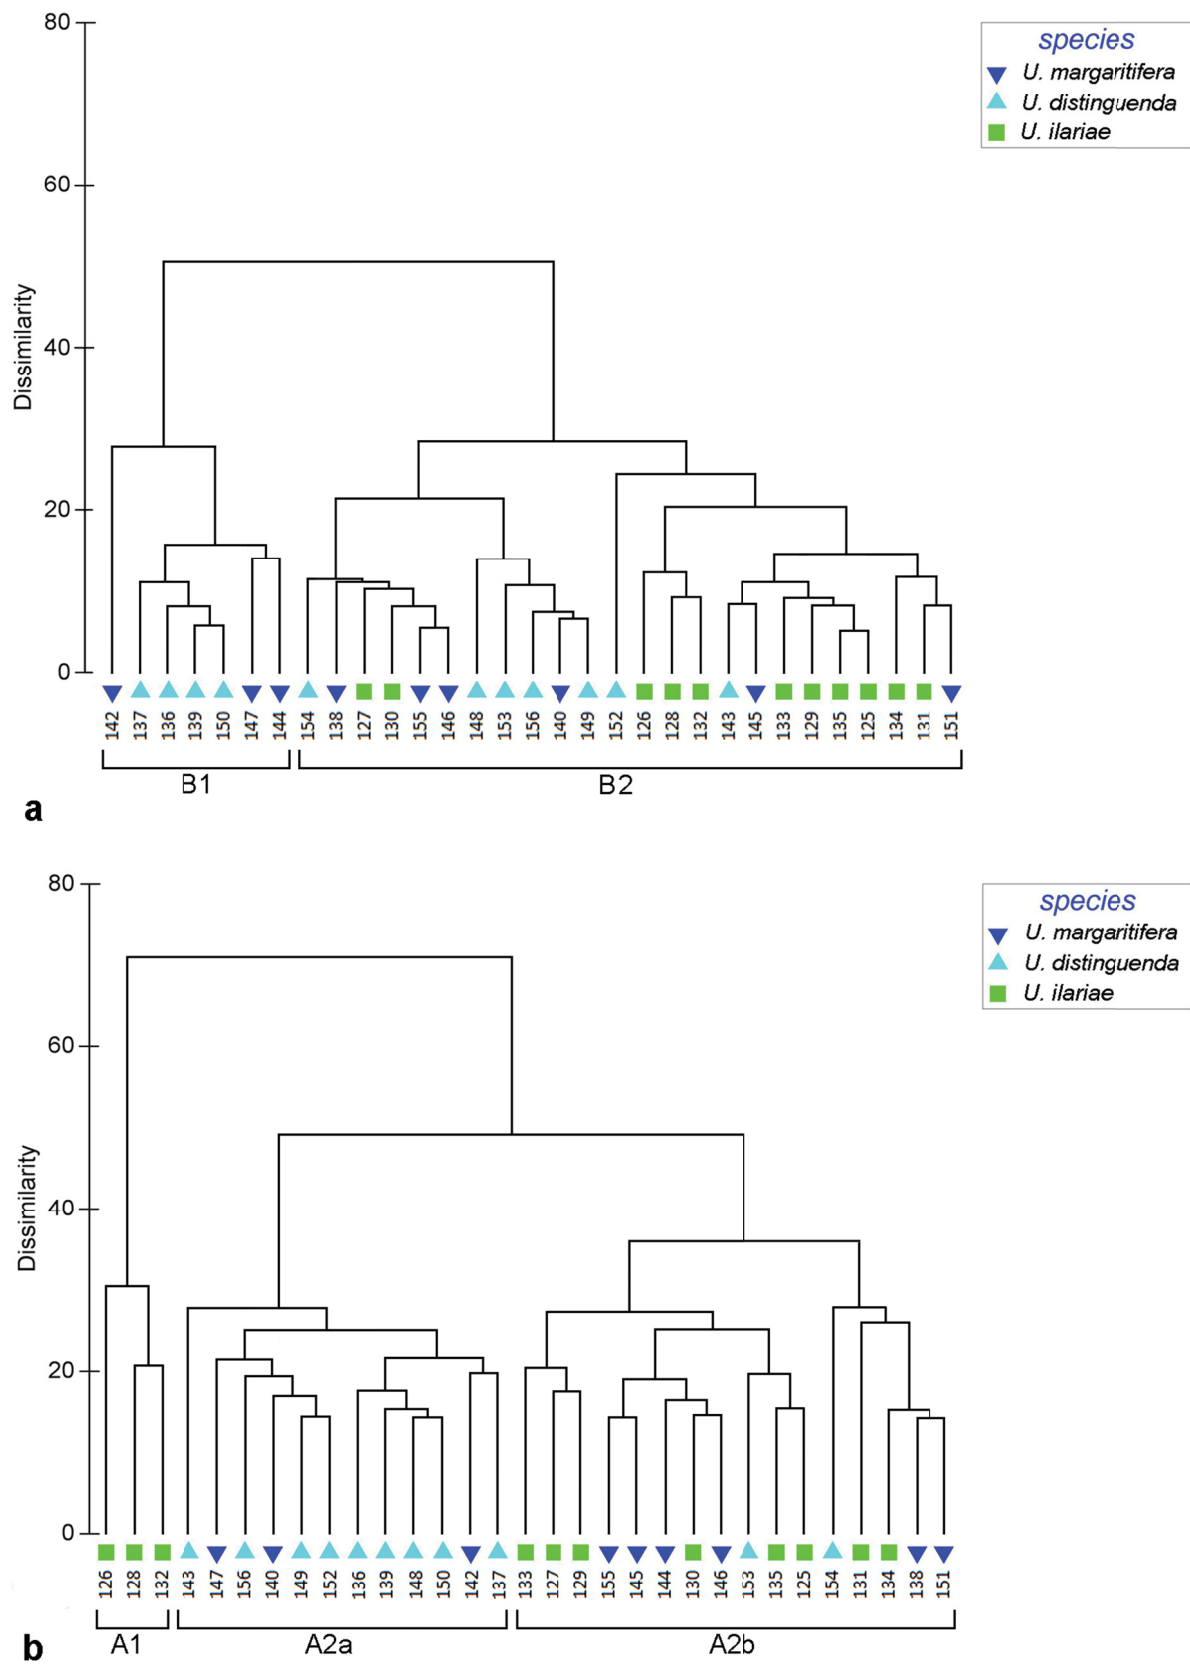 80
60
40
20
0
Dissimilarity
species
U. margaritifera
U. distinguenda
U. ilariae
142 137 136 139 150 147 144 154 138 127 130 155 146 148 153 156 140 149 152 126 128 132 143 145 133 129 135 125 134 131 151
B1 B2
a
80
60
40
20
0
Dissimilarity
species
U. margaritifera
U. distinguenda
U. ilariae
126 128 132 143 147 156 140 149 152 136 139 148 150 142 137 133 127 129 155 145 144 130 146 153 135 125 154 131 134 138 151
A1 A2a A2b
b